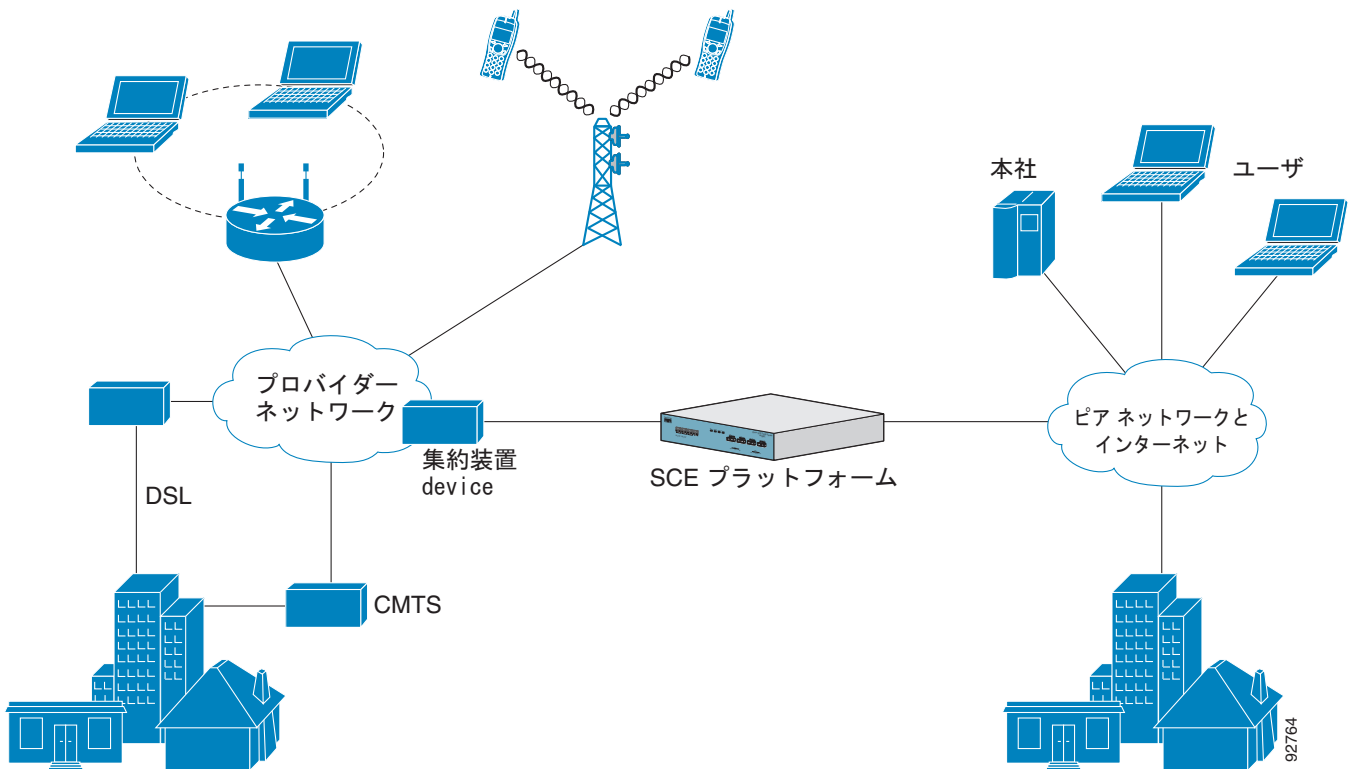 本社
ユーザ
プロバイダー
ネットワーク
集約装置
device
SCE プラットフォーム
ピア ネットワークと
インターネット
DSL
CMTS
92764